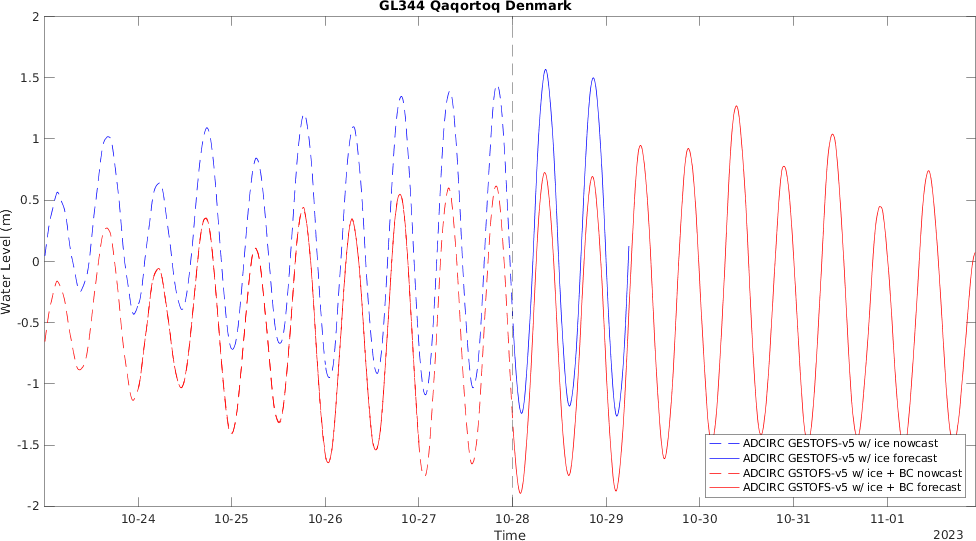 GL344 Qaqortoq Denmark
2
1.5
1
0.5
0
-0.5
-1
-1.5
-2
Water Level (m)
10-24 10-25 10-26 10-27 10-28 10-29 10-30 10-31 11-01
Time
2023
ADCIRC GESTOFS-v5 w/ ice nowcast
ADCIRC GESTOFS-v5 w/ ice forecast
ADCIRC GSTOFS-v5 w/ ice + BC nowcast
ADCIRC GSTOFS-v5 w/ ice + BC forecast